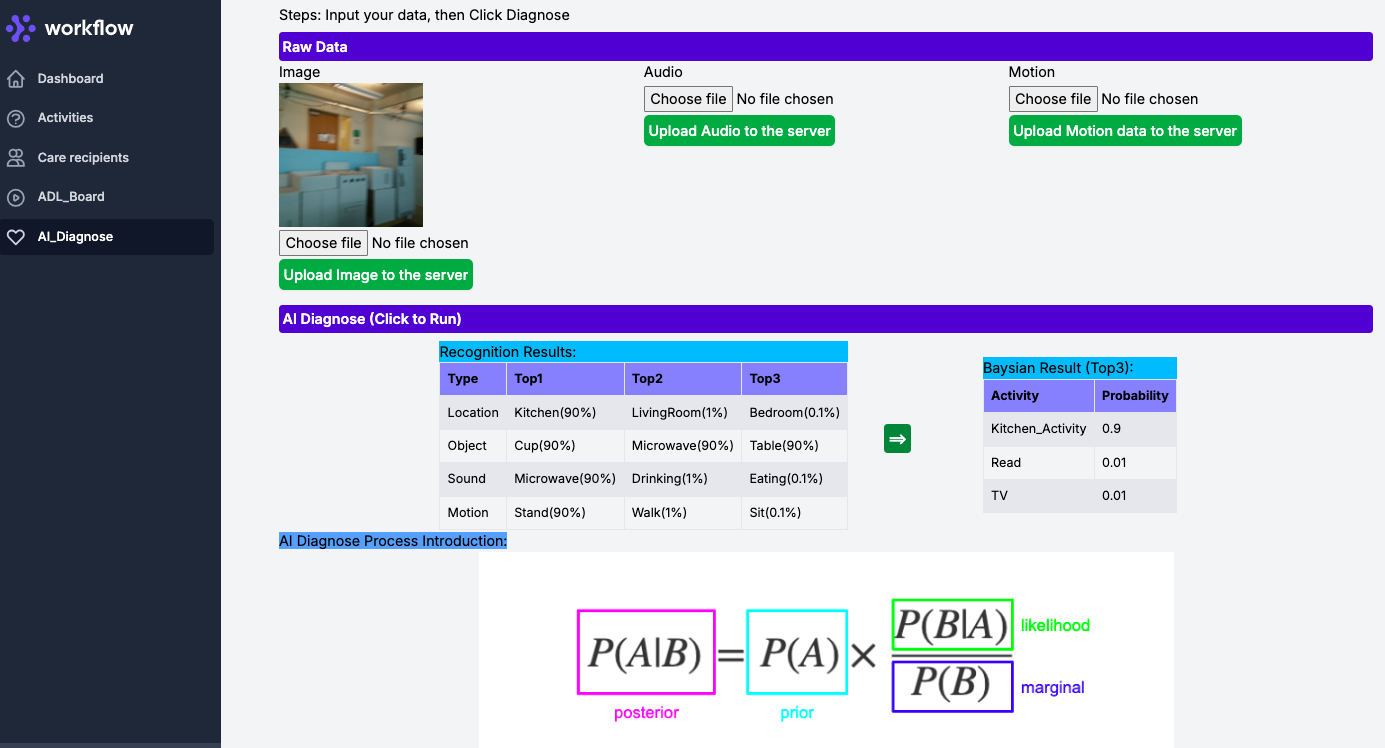 workflow
Dashboard
Activities
Care recipients
ADL_Board
AI_Diagnose
Steps: Input your data, then Click Diagnose
Raw Data
Image
Choose file No file chosen
Upload Image to the server
Audio
Choose file No file chosen
Upload Audio to the server
Motion
Choose file No file chosen
Upload Motion data to the server
AI Diagnose (Click to Run)
Recognition Results:
Type Top1 Top2 Top3
Location Kitchen(90%) LivingRoom(1%) Bedroom(0.1%)
Object Cup(90%) Microwave(90%) Table(90%)
Sound Microwave(90%) Drinking(1%) Eating(0.1%)
Motion Stand(90%) Walk(1%) Sit(0.1%)
⇒
Baysian Result (Top3):
Activity Probability
Kitchen_Activity 0.9
Read 0.01
TV 0.01
AI Diagnose Process Introduction:
P(A|B) = P(A) × P(B|A) / P(B)
likelihood
marginal
posterior prior